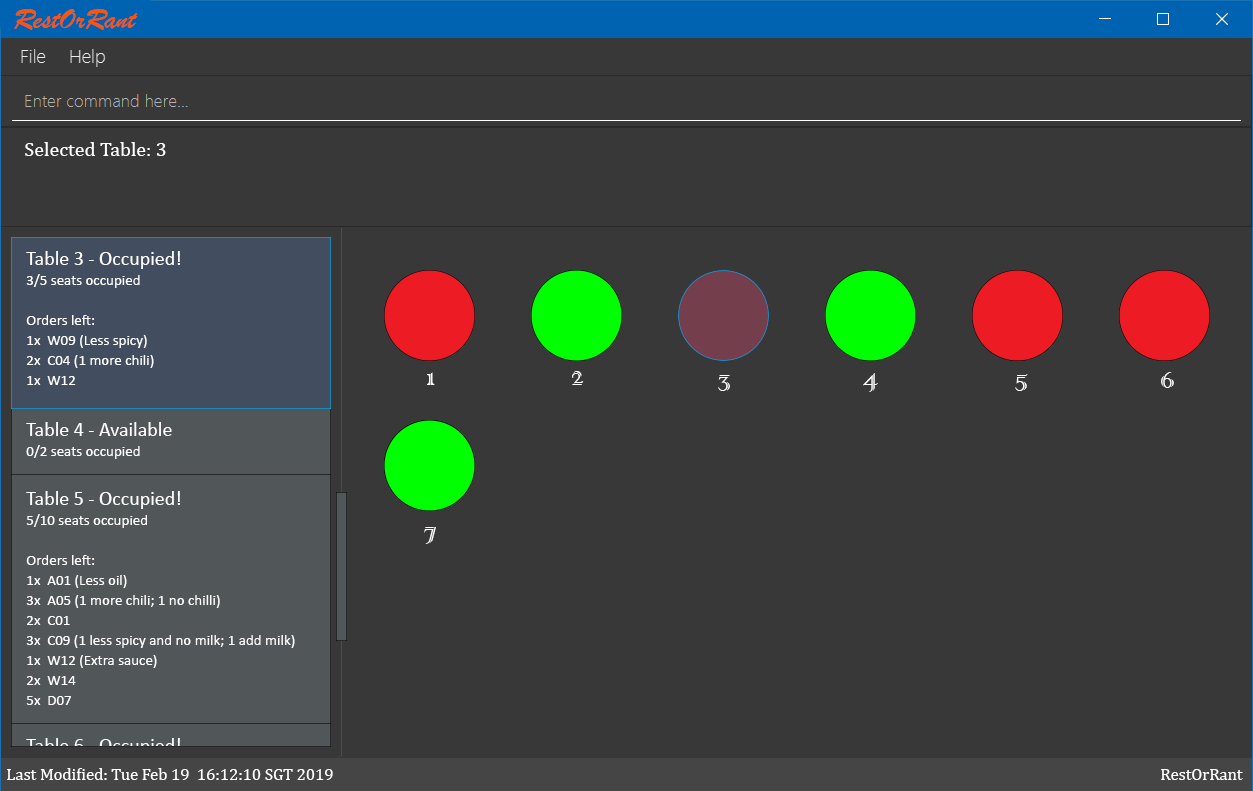 RestOrRant
File Help
Enter command here...
Selected Table: 3
Table 3 - Occupied!
3/5 seats occupied
Orders left:
1x W09 (Less spicy)
2x C04 (1 more chili)
1x W12
Table 4 - Available
0/2 seats occupied
Table 5 - Occupied!
5/10 seats occupied
Orders left:
1x A01 (Less oil)
3x A05 (1 more chili; 1 no chilli)
2x C01
3x C09 (1 less spicy and no milk; 1 add milk)
1x W12 (Extra sauce)
2x W14
5x D07
Table 6 - Occupied!
1 2 3 4 5 6
7
Last Modified: Tue Feb 19 16:12:10 SGT 2019
RestOrRant